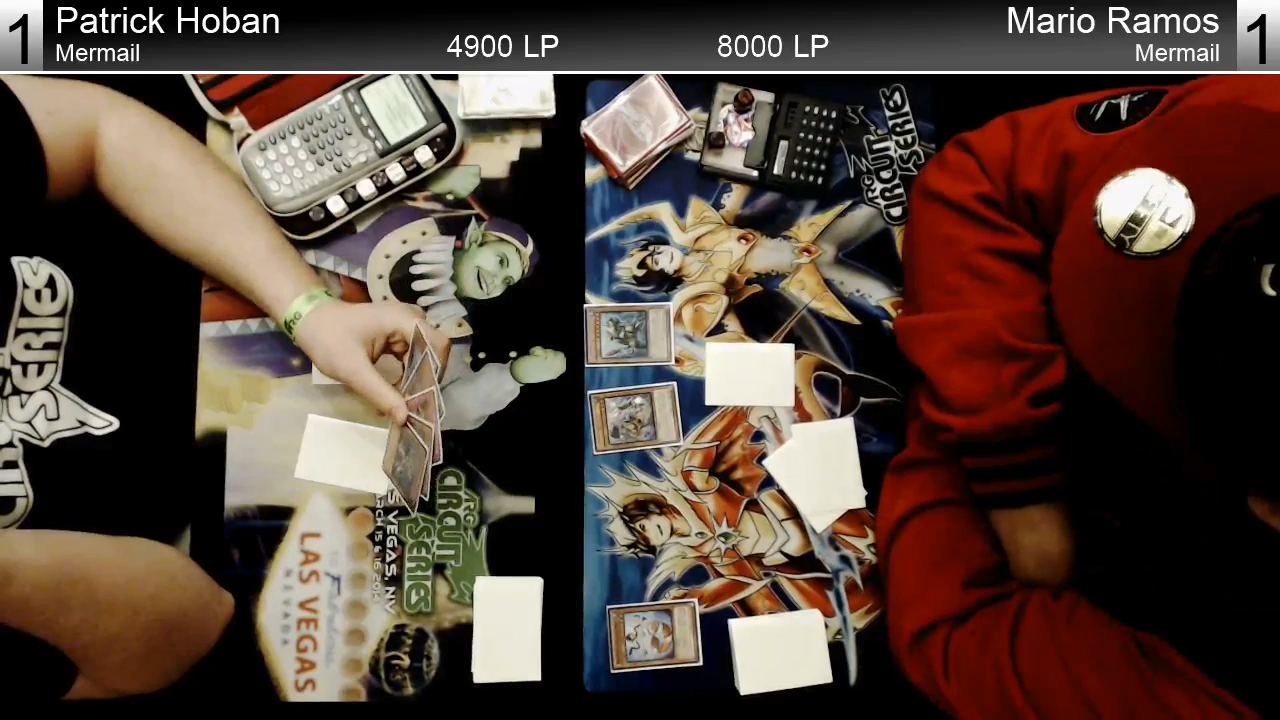 1 Patrick Hoban
Mermail
4900 LP
8000 LP
Mario Ramos 1
Mermail
ARG
CIRCUIT
SERIES
SERIES
ARG
CIRCUIT
SERIES
LAS VEGAS
NEVADA